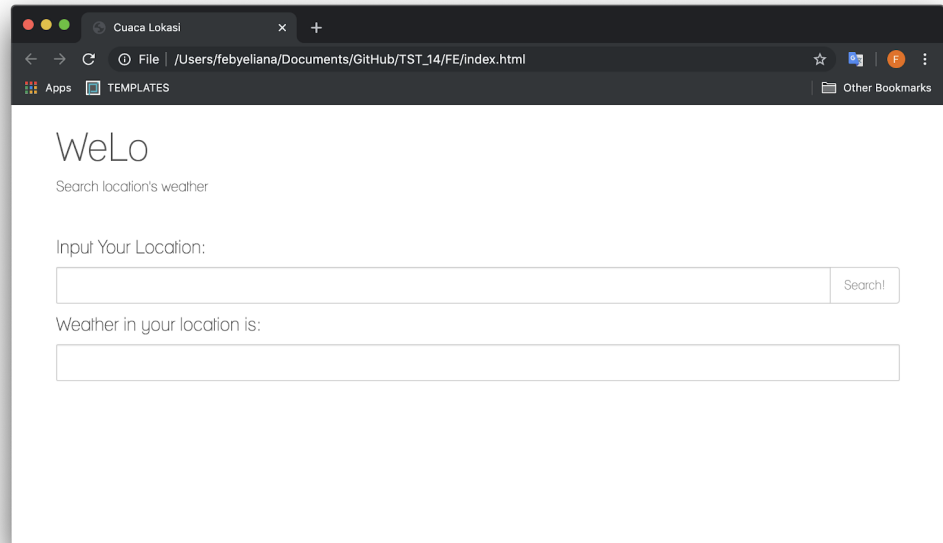 Cuaca Lokasi
File /Users/febyeliana/Documents/GitHub/TST_14/FE/index.html F
Apps TEMPLATES Other Bookmarks
WeLo
Search location's weather
Input Your Location:
Search!
Weather in your location is: